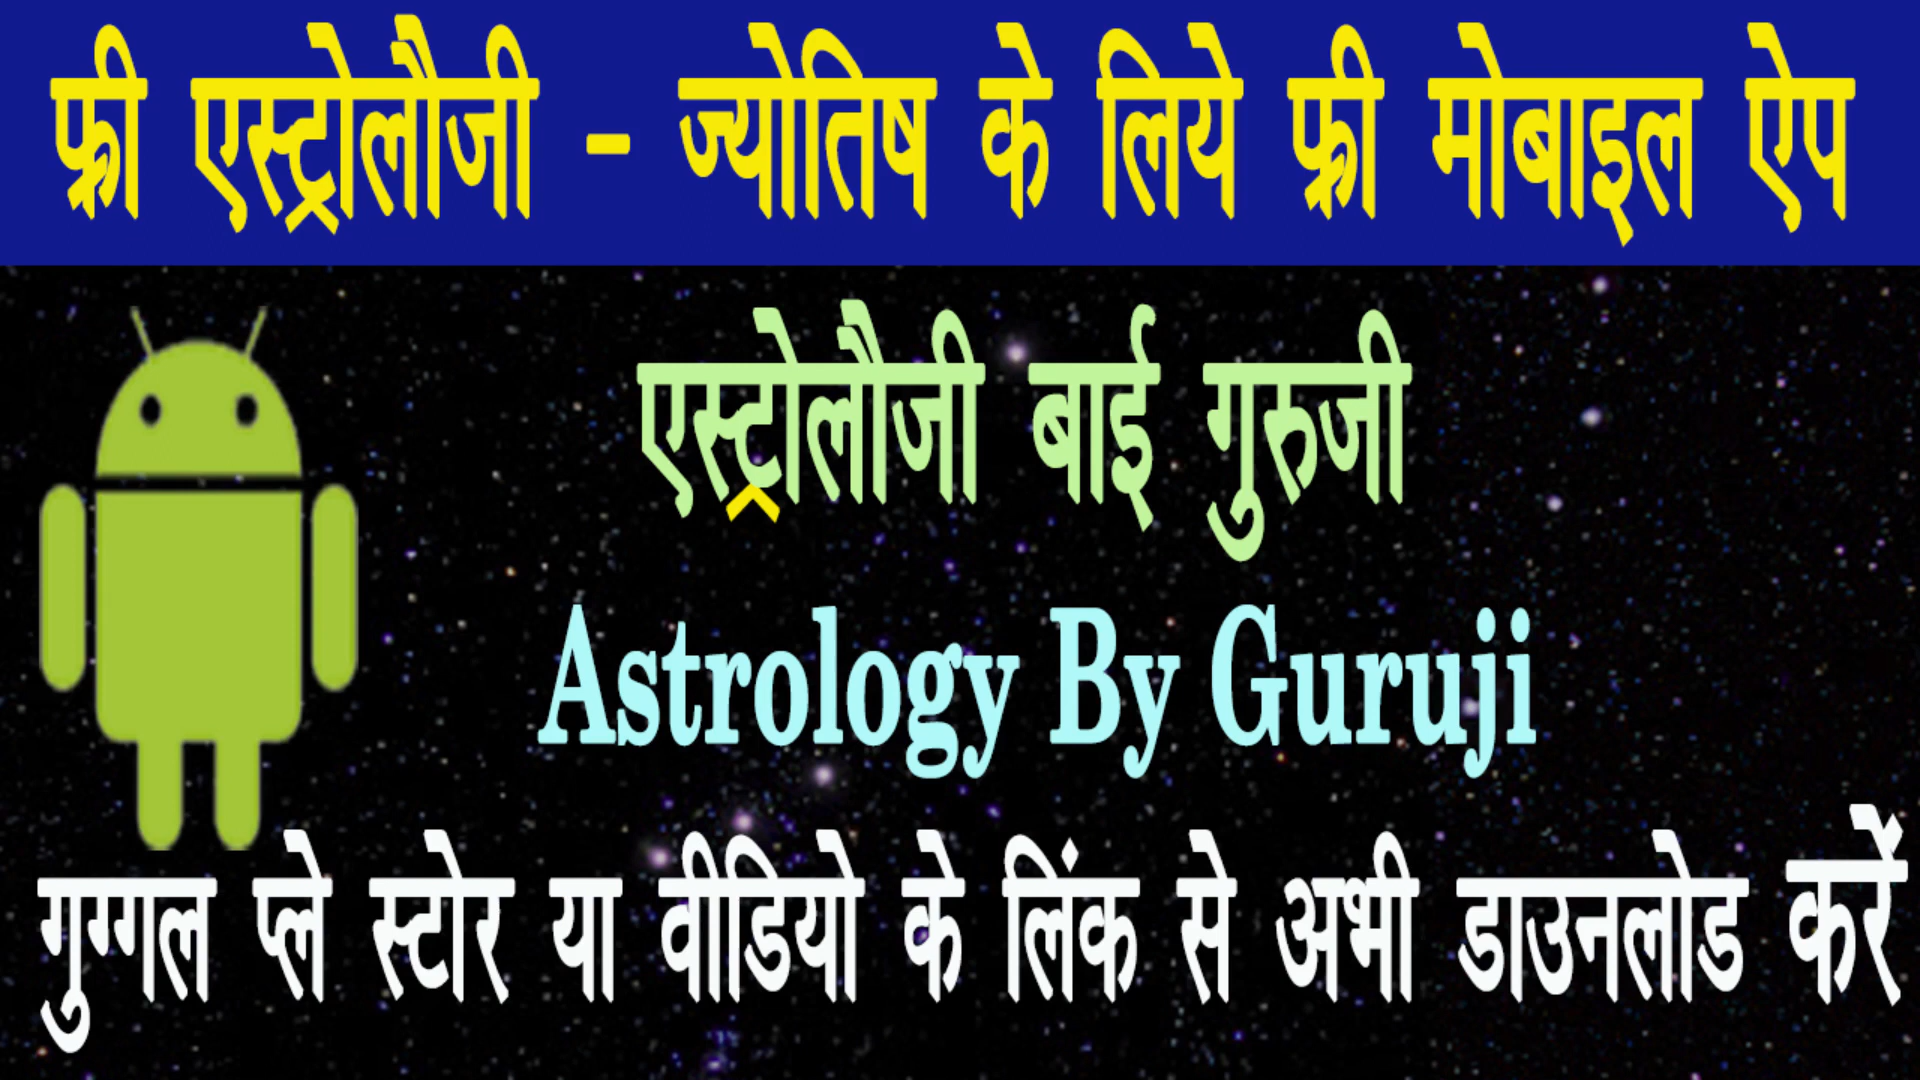 फ्री एस्ट्रोलौजी - ज्योतिष के लिये फ्री मोबाइल ऐप
एस्ट्रोलौजी बाई गुरुजी
Astrology By Guruji
गुग्गल प्ले स्टोर या वीडियो के लिंक से अभी डाउनलोड करें